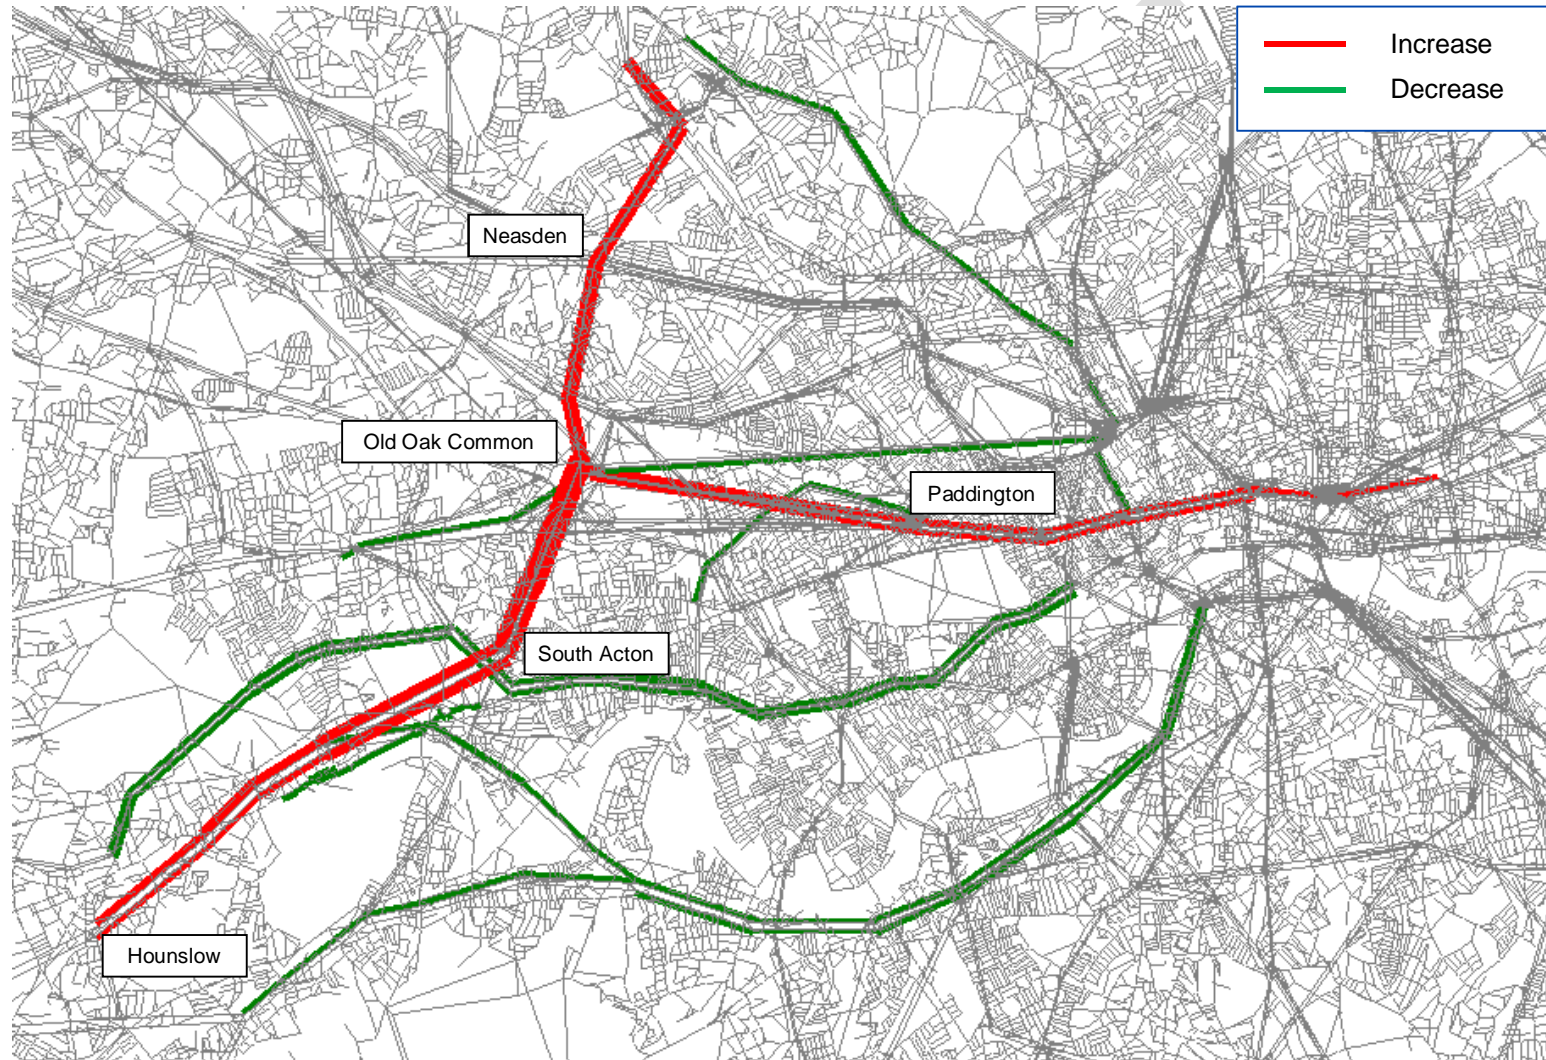 Increase
Decrease
Neasden
Old Oak Common
Paddington
South Acton
Hounslow